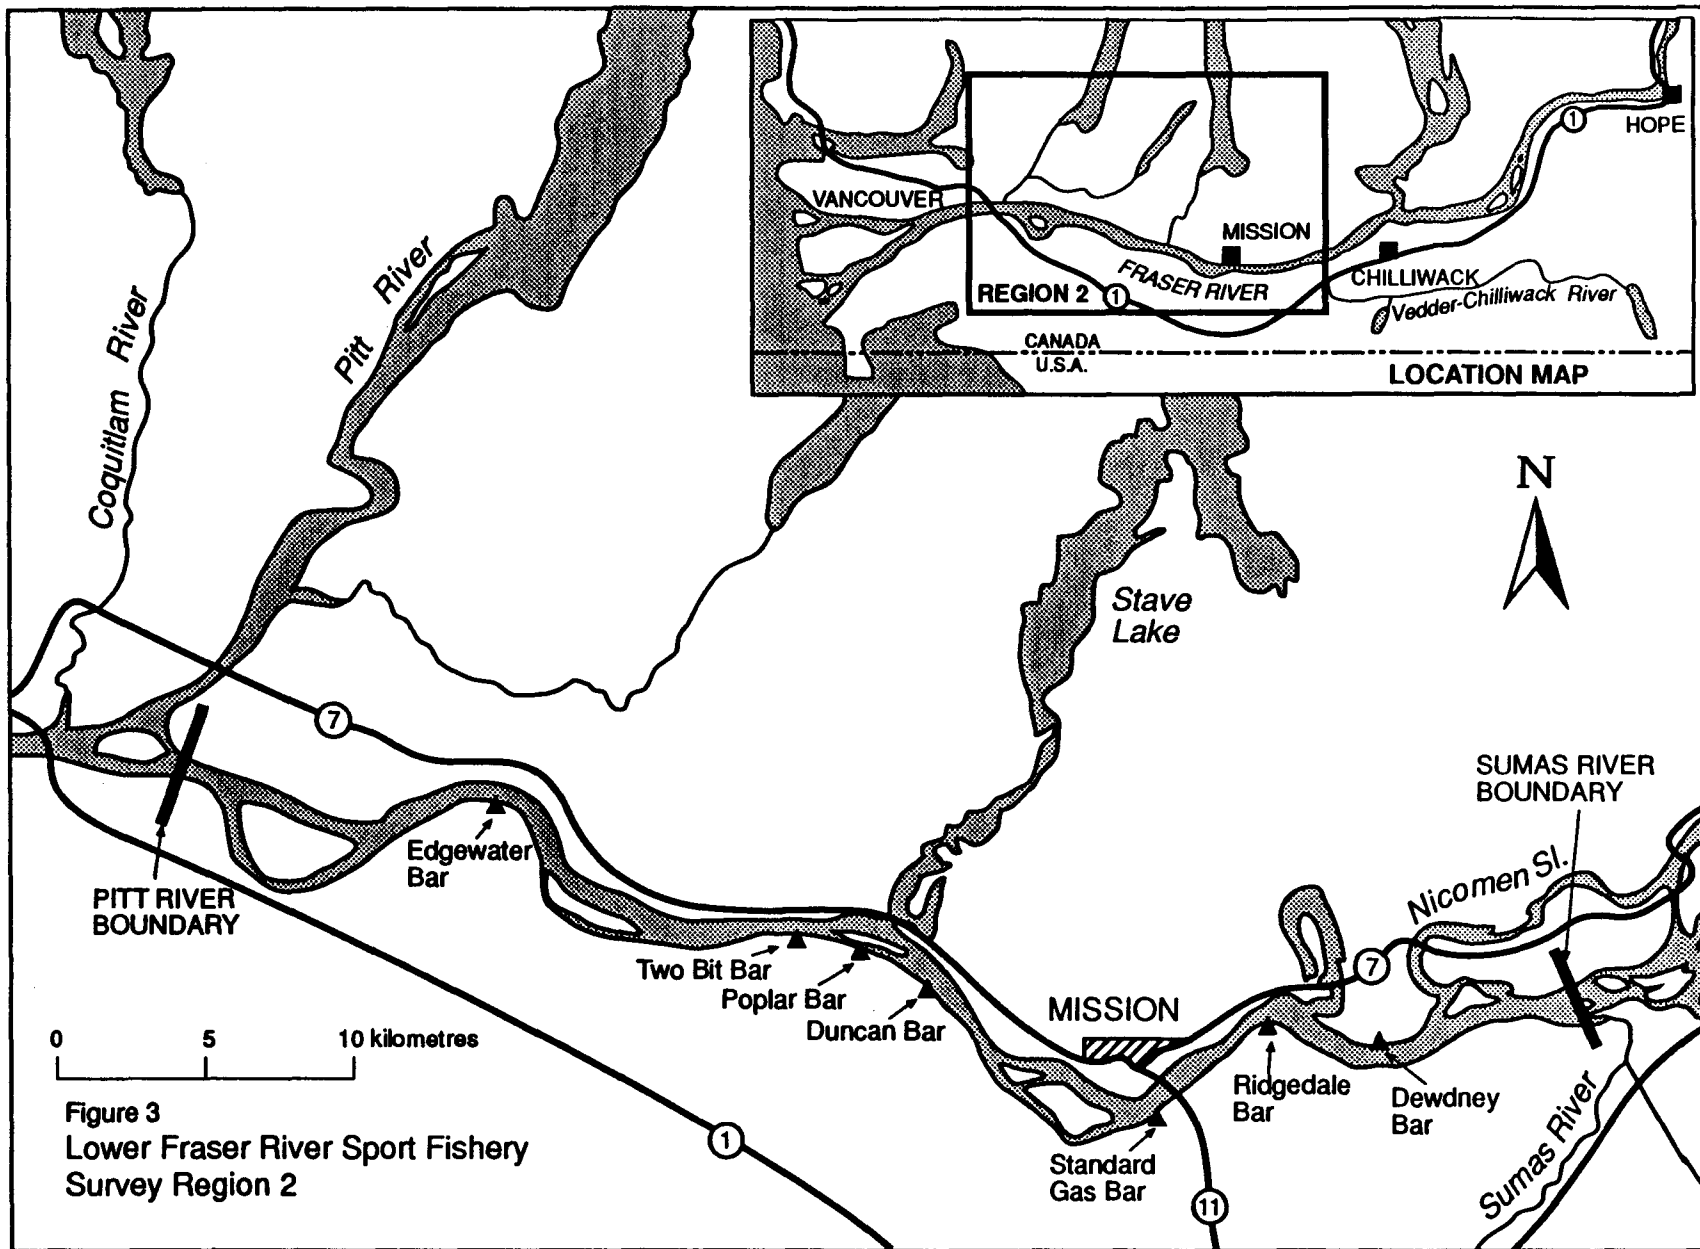 VANCOUVER
MISSION
FRASER RIVER
REGION 2
1
1
HOPE
CHILLIWACK
Vedder-Chilliwack River
CANADA
U.S.A.
LOCATION MAP
Coquitlam River
Pitt River
N
Stave
Lake
7
PITT RIVER
BOUNDARY
Edgewater
Bar
Two Bit Bar
Poplar Bar
Duncan Bar
MISSION
Standard
Gas Bar
Ridgedale
Bar
Dewdney
Bar
7
Nicomen Sl.
SUMAS RIVER
BOUNDARY
Sumas River
11
1
0 5 10 kilometres
Figure 3
Lower Fraser River Sport Fishery
Survey Region 2